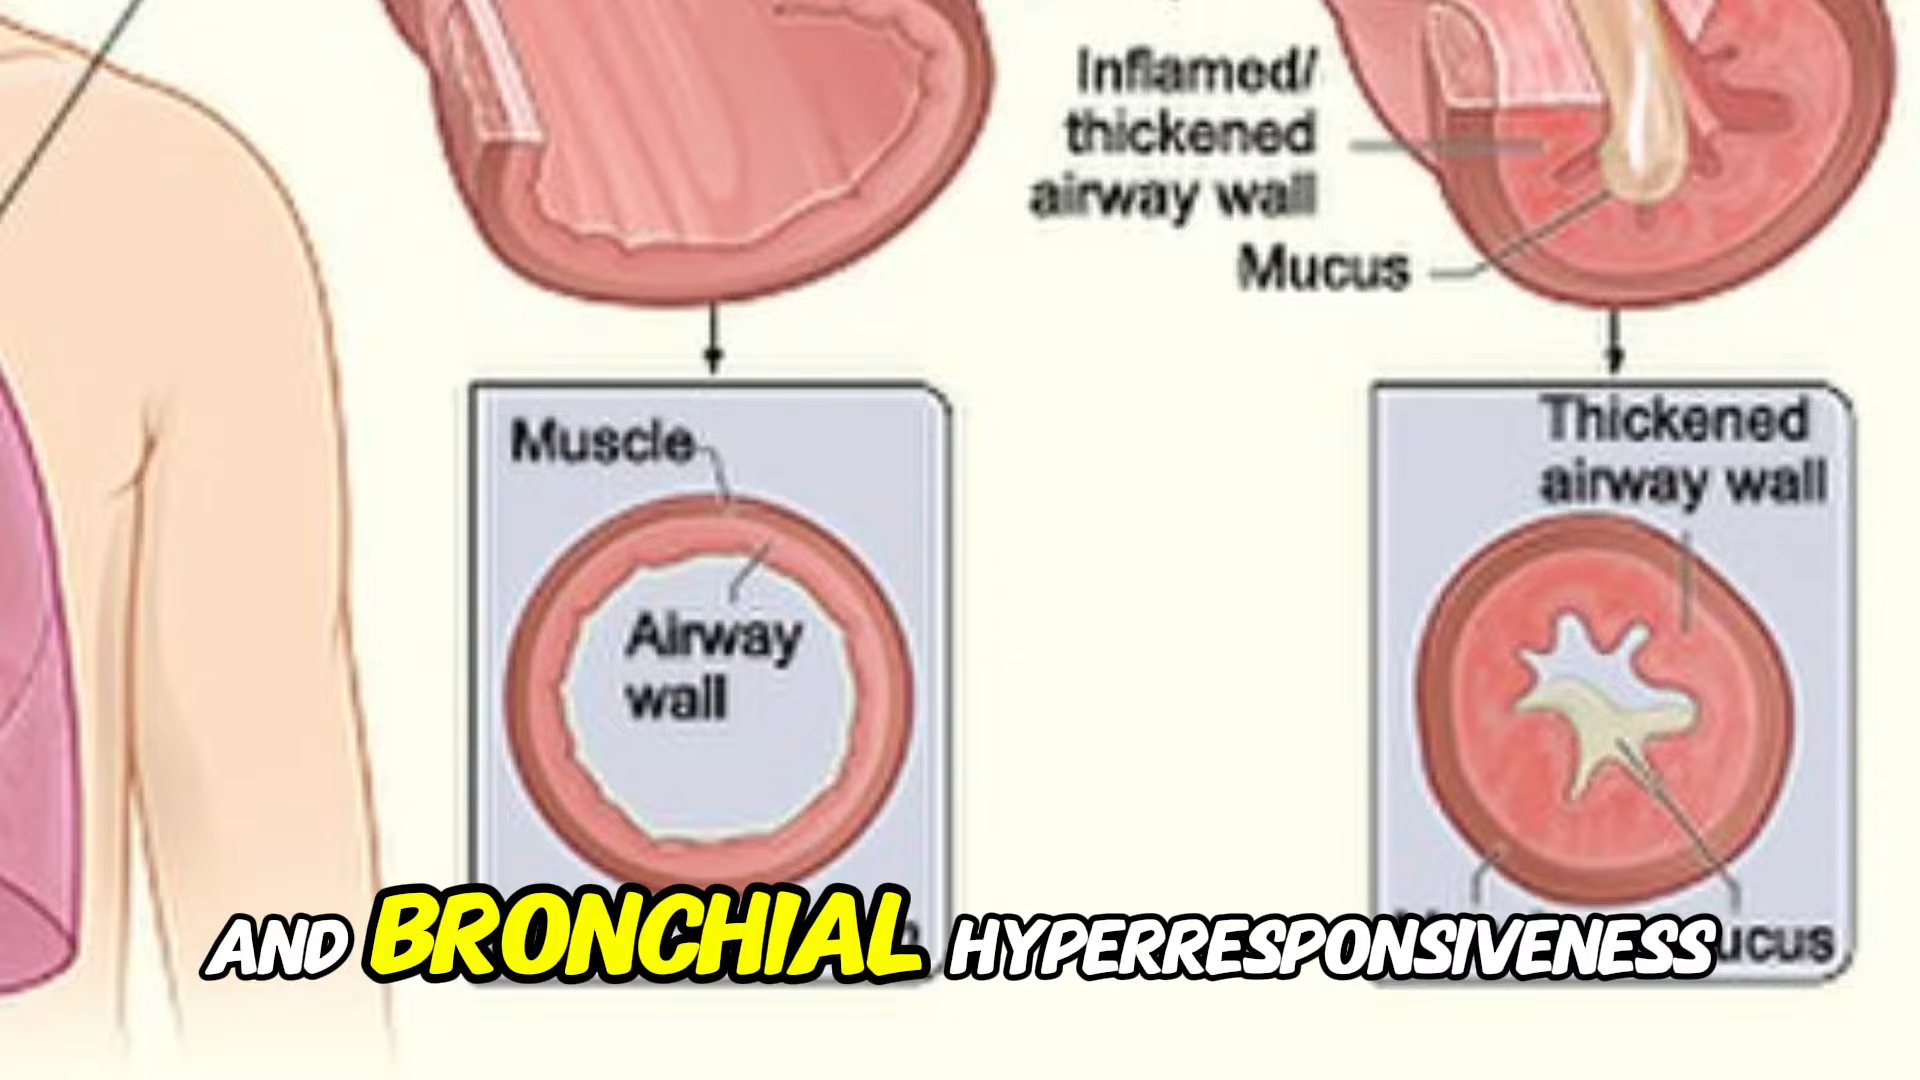 Inflamed/
thickened
airway wall
Mucus
Muscle
Airway
wall
Thickened
airway wall
AND BRONCHIAL HYPERRESPONSIVENESS